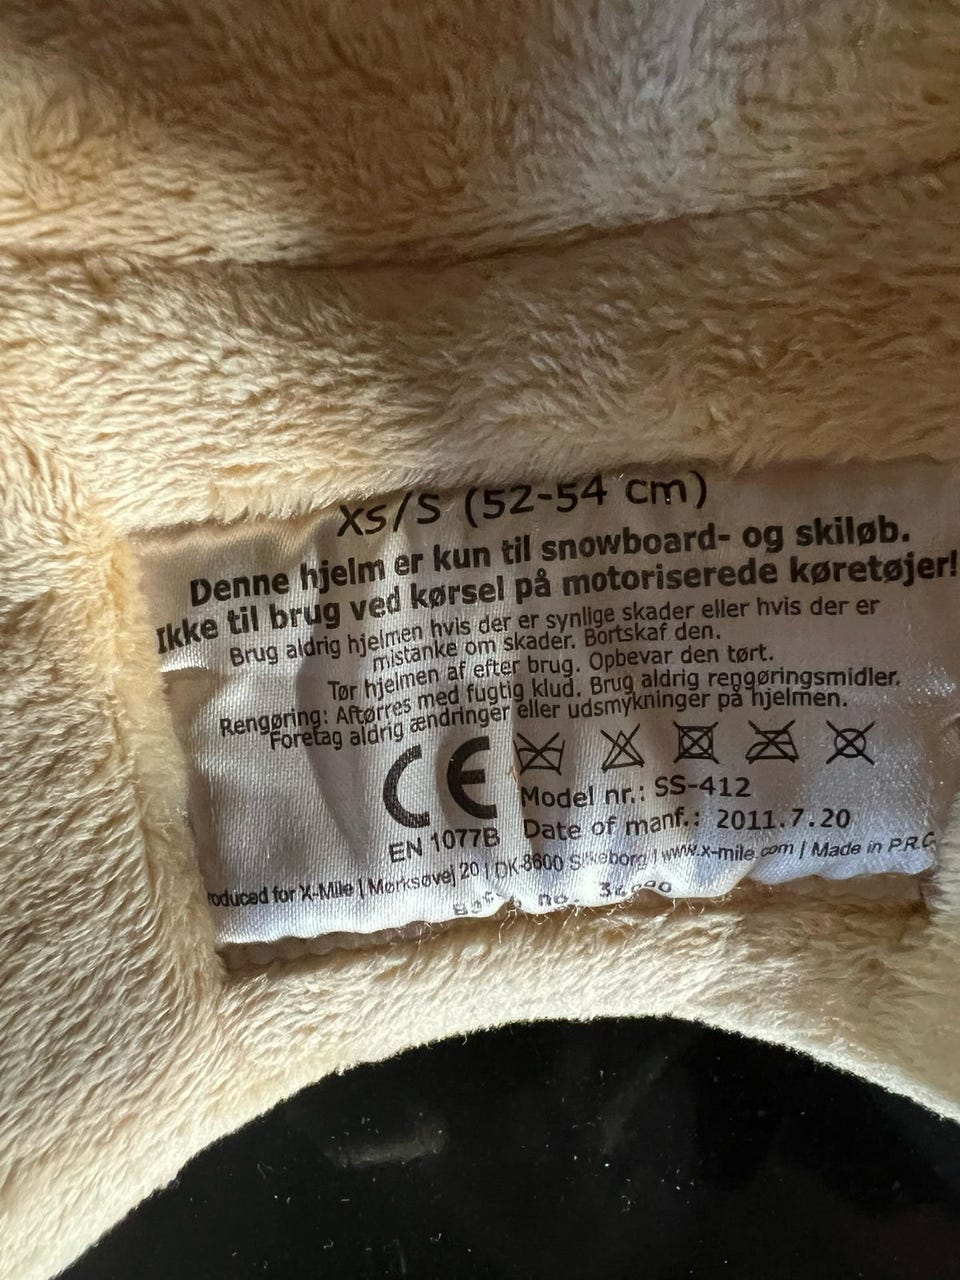 XS/S (52-54 cm)
Denne hjelm er kun til snowboard- og skiløb.
Ikke til brug ved kørsel på motoriserede køretøjer!
Brug aldrig hjelmen hvis der er synlige skader eller hvis der er
mistanke om skader. Bortskaf den.
Tør hjelmen af efter brug. Opbevar den tørt.
Rengøring: Aftørres med fugtig klud. Brug aldrig rengøringsmidler.
Foretag aldrig ændringer eller udsmykninger på hjelmen.
CE
EN 1077B
Model nr.: SS-412
Date of manf.: 2011.7.20
roduced for X-Mile | Mørksøvej 20 | DK-8600 Silkeborg | www.x-mile.com | Made in P.R.C.
no.